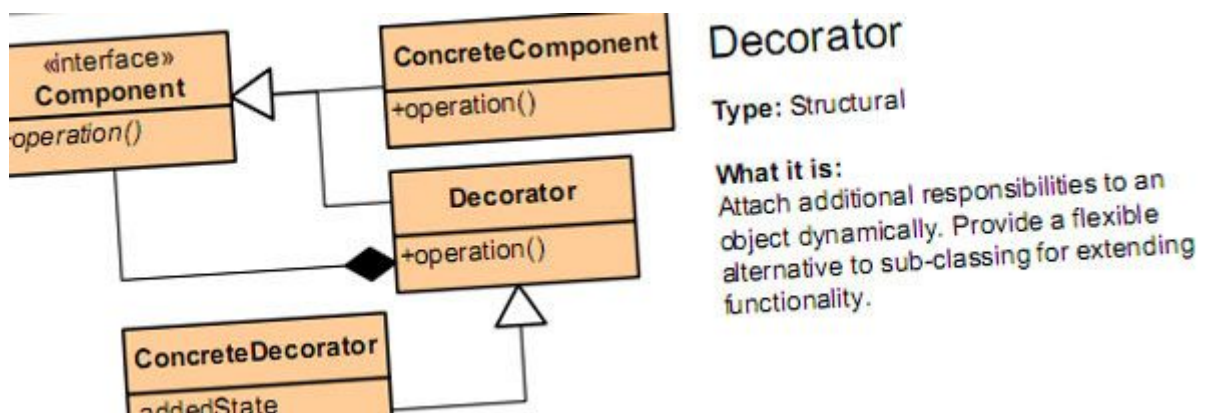 «interface»
Component
operation()
ConcreteComponent
+operation()
Decorator
+operation()
ConcreteDecorator
addedState
Decorator
Type: Structural
What it is:
Attach additional responsibilities to an
object dynamically. Provide a flexible
alternative to sub-classing for extending
functionality.